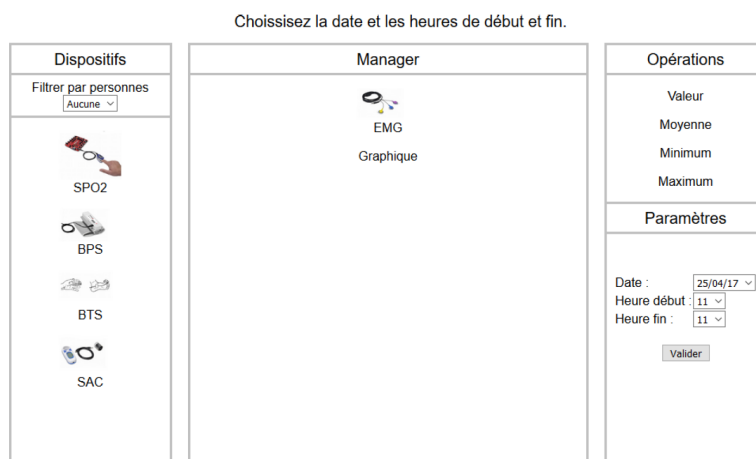 Choissisez la date et les heures de début et fin.
Dispositifs
Filtrer par personnes
Aucune
SPO2
BPS
BTS
SAC
Manager
EMG
Graphique
Opérations
Valeur
Moyenne
Minimum
Maximum
Paramètres
Date : 25/04/17
Heure début : 11
Heure fin : 11
Valider